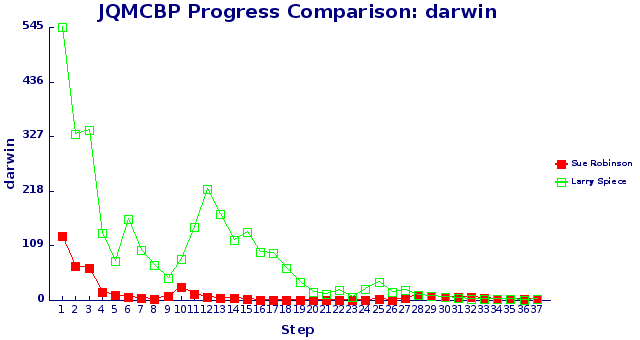 JQMCBP Progress Comparison: darwin
545
436
327
218
109
0
darwin
1 2 3 4 5 6 7 8 9 10 11 12 13 14 15 16 17 18 19 20 21 22 23 24 25 26 27 28 29 30 31 32 33 34 35 36 37
Step
Sue Robinson
Larry Spiece